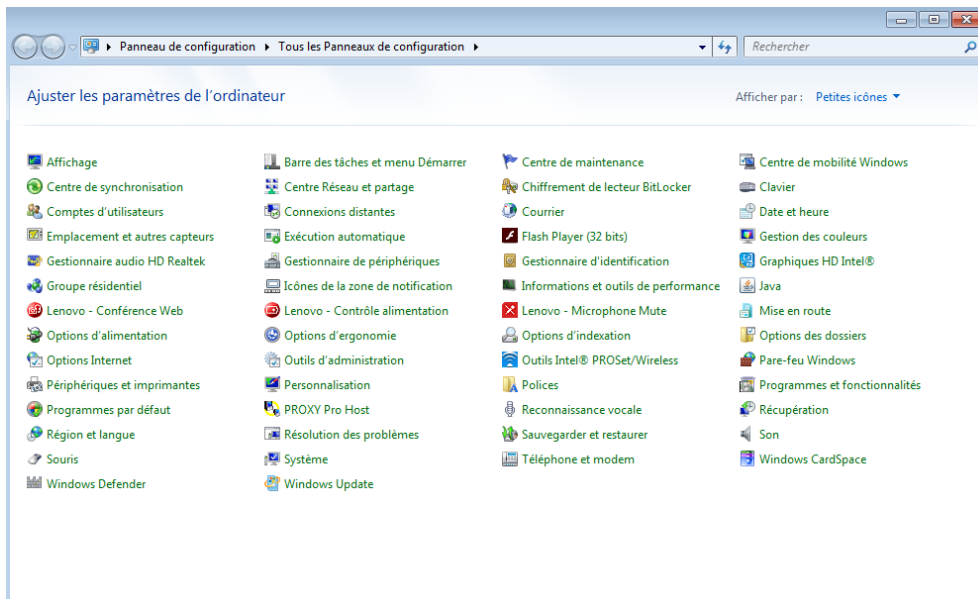 Panneau de configuration Tous les Panneaux de configuration Rechercher
Ajuster les paramètres de l'ordinateur Afficher par : Petites icônes
Affichage Barre des tâches et menu Démarrer Centre de maintenance Centre de mobilité Windows
Centre de synchronisation Centre Réseau et partage Chiffrement de lecteur BitLocker Clavier
Comptes d'utilisateurs Connexions distantes Courrier Date et heure
Emplacement et autres capteurs Exécution automatique Flash Player (32 bits) Gestion des couleurs
Gestionnaire audio HD Realtek Gestionnaire de périphériques Gestionnaire d'identification Graphiques HD Intel®
Groupe résidentiel Icônes de la zone de notification Informations et outils de performance Java
Lenovo - Conférence Web Lenovo - Contrôle alimentation Lenovo - Microphone Mute Mise en route
Options d'alimentation Options d'ergonomie Options d'indexation Options des dossiers
Options Internet Outils d'administration Outils Intel® PROSet/Wireless Pare-feu Windows
Périphériques et imprimantes Personnalisation Polices Programmes et fonctionnalités
Programmes par défaut PROXY Pro Host Reconnaissance vocale Récupération
Région et langue Résolution des problèmes Sauvegarder et restaurer Son
Souris Système Téléphone et modem Windows CardSpace
Windows Defender Windows Update